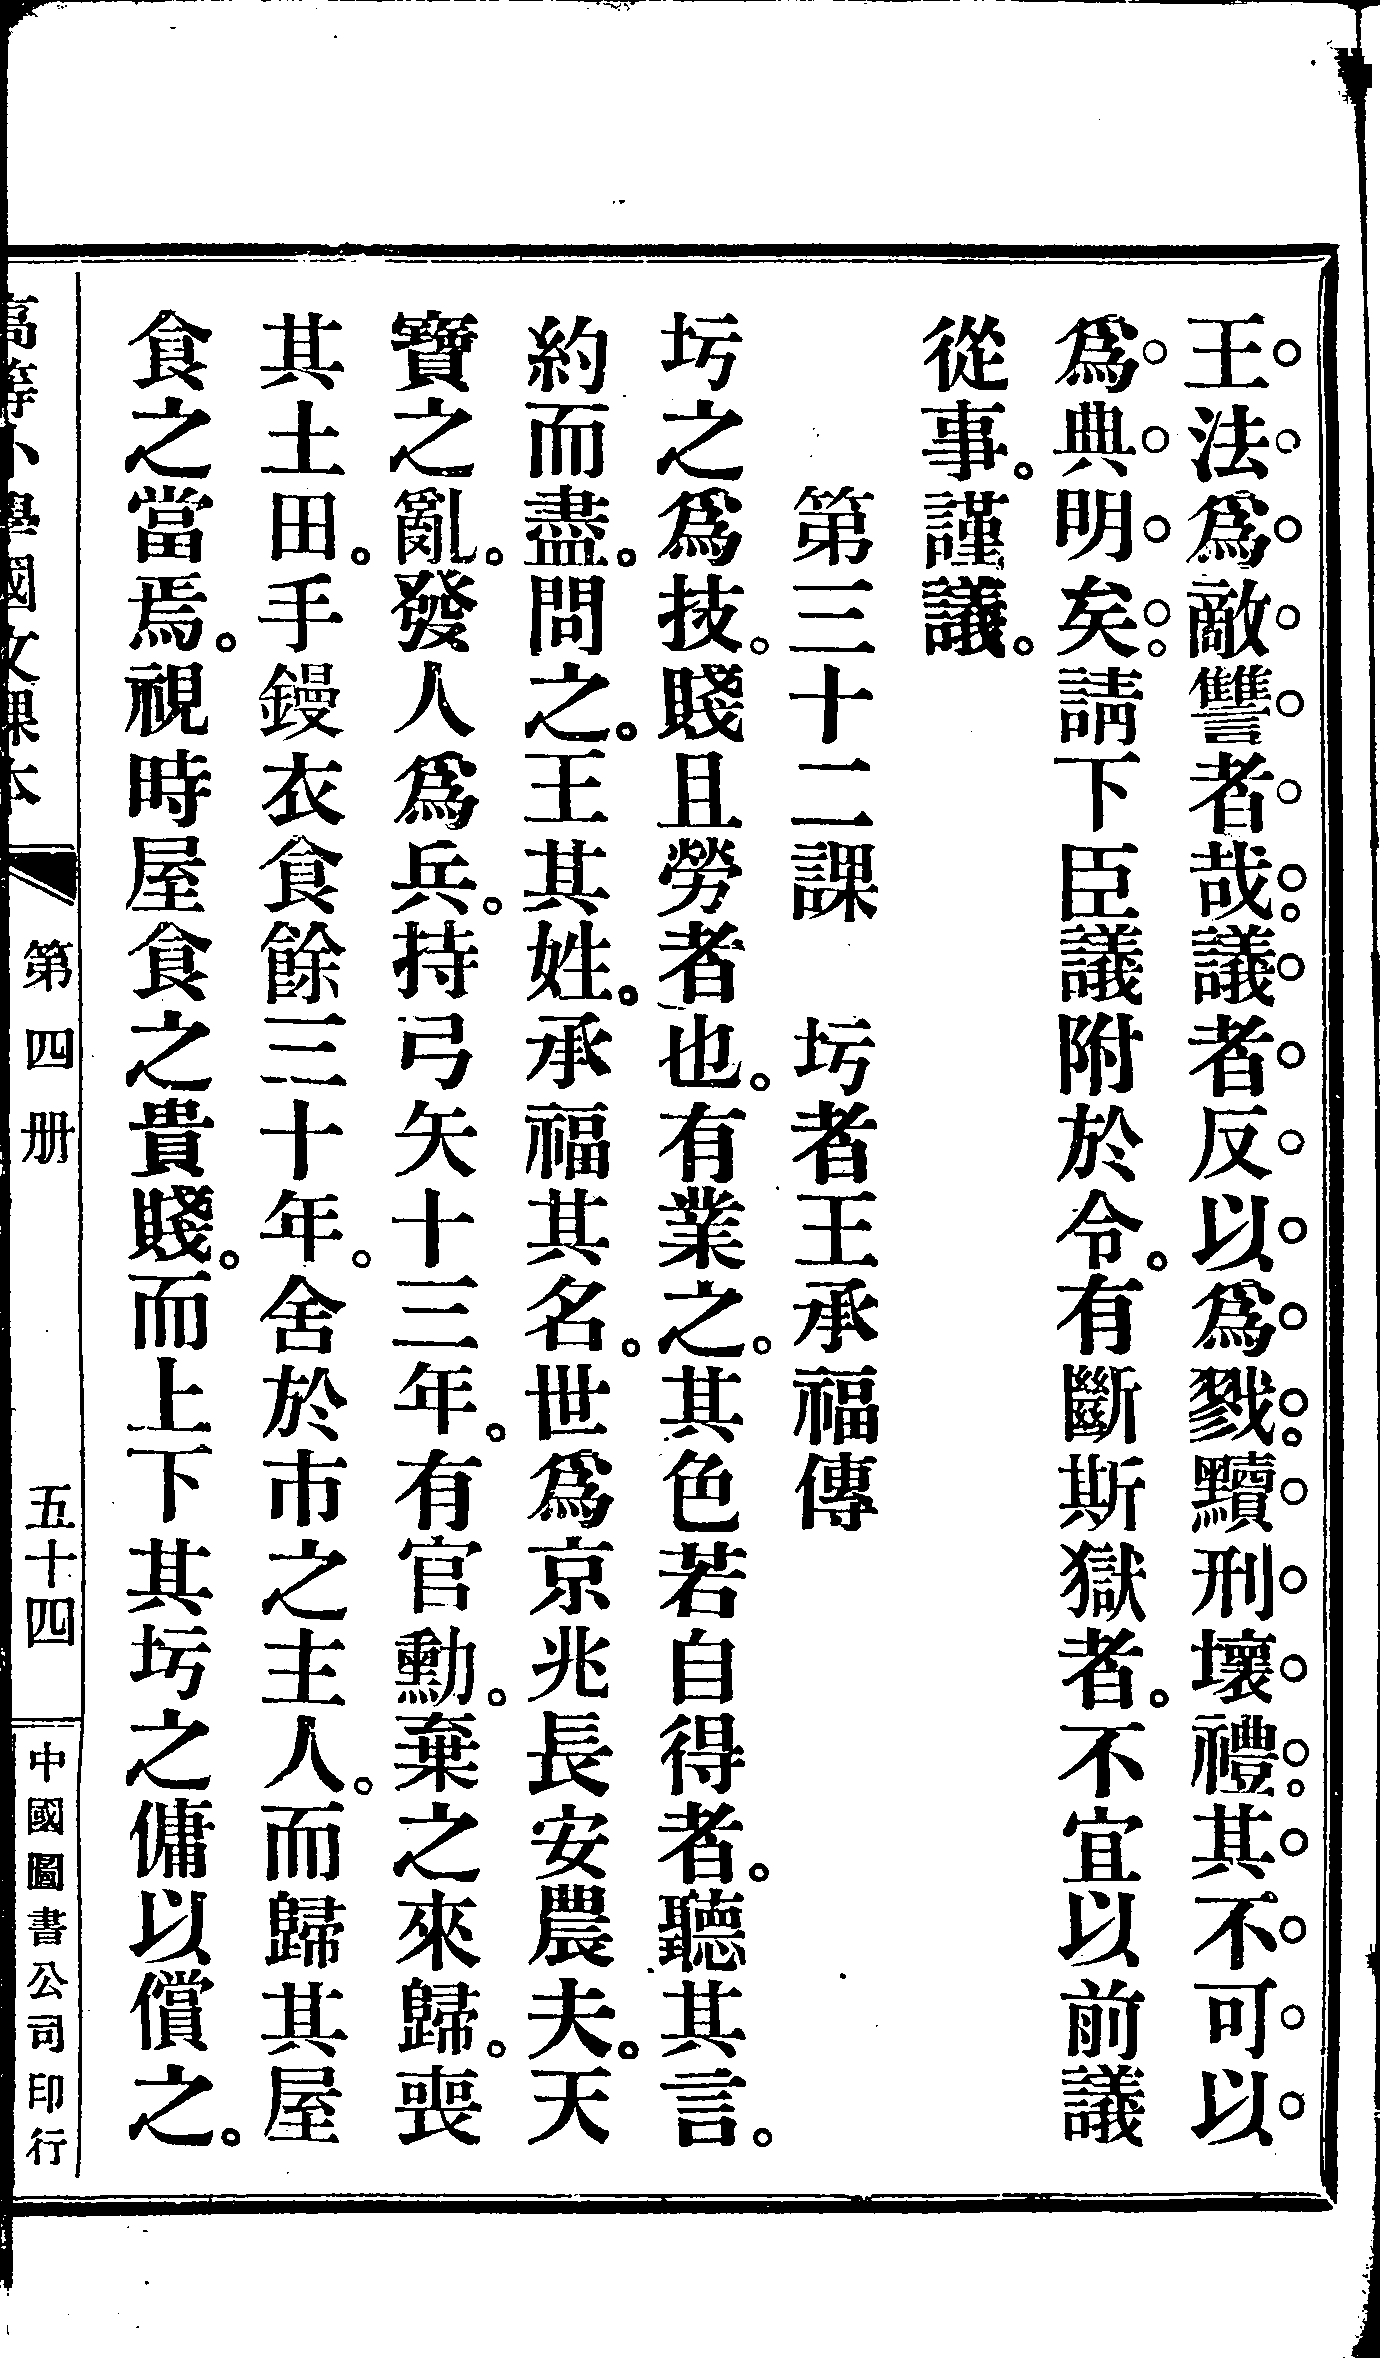 王法爲敵讐者哉。議者反以爲戮。黷刑壞禮。其不可以
爲典明矣。請下臣議附於令。有斷斯獄者。不宜以前議
從事。謹議。
第三十二課　圬者王承福傳
圬之爲技。賤且勞者也。有業之。其色若自得者。聽其言。
約而盡。問之。王其姓。承福其名。世爲京兆長安農夫。天
寶之亂。發人爲兵。持弓矢十三年。有官勳。棄之來歸。喪
其土田。手鏝衣食餘三十年。舍於市之主人。而歸其屋
食之當焉。視時屋食之貴賤。而上下其圬之傭以償之。
高等小學國文課本　第四册　五十四　中國圖書公司印行